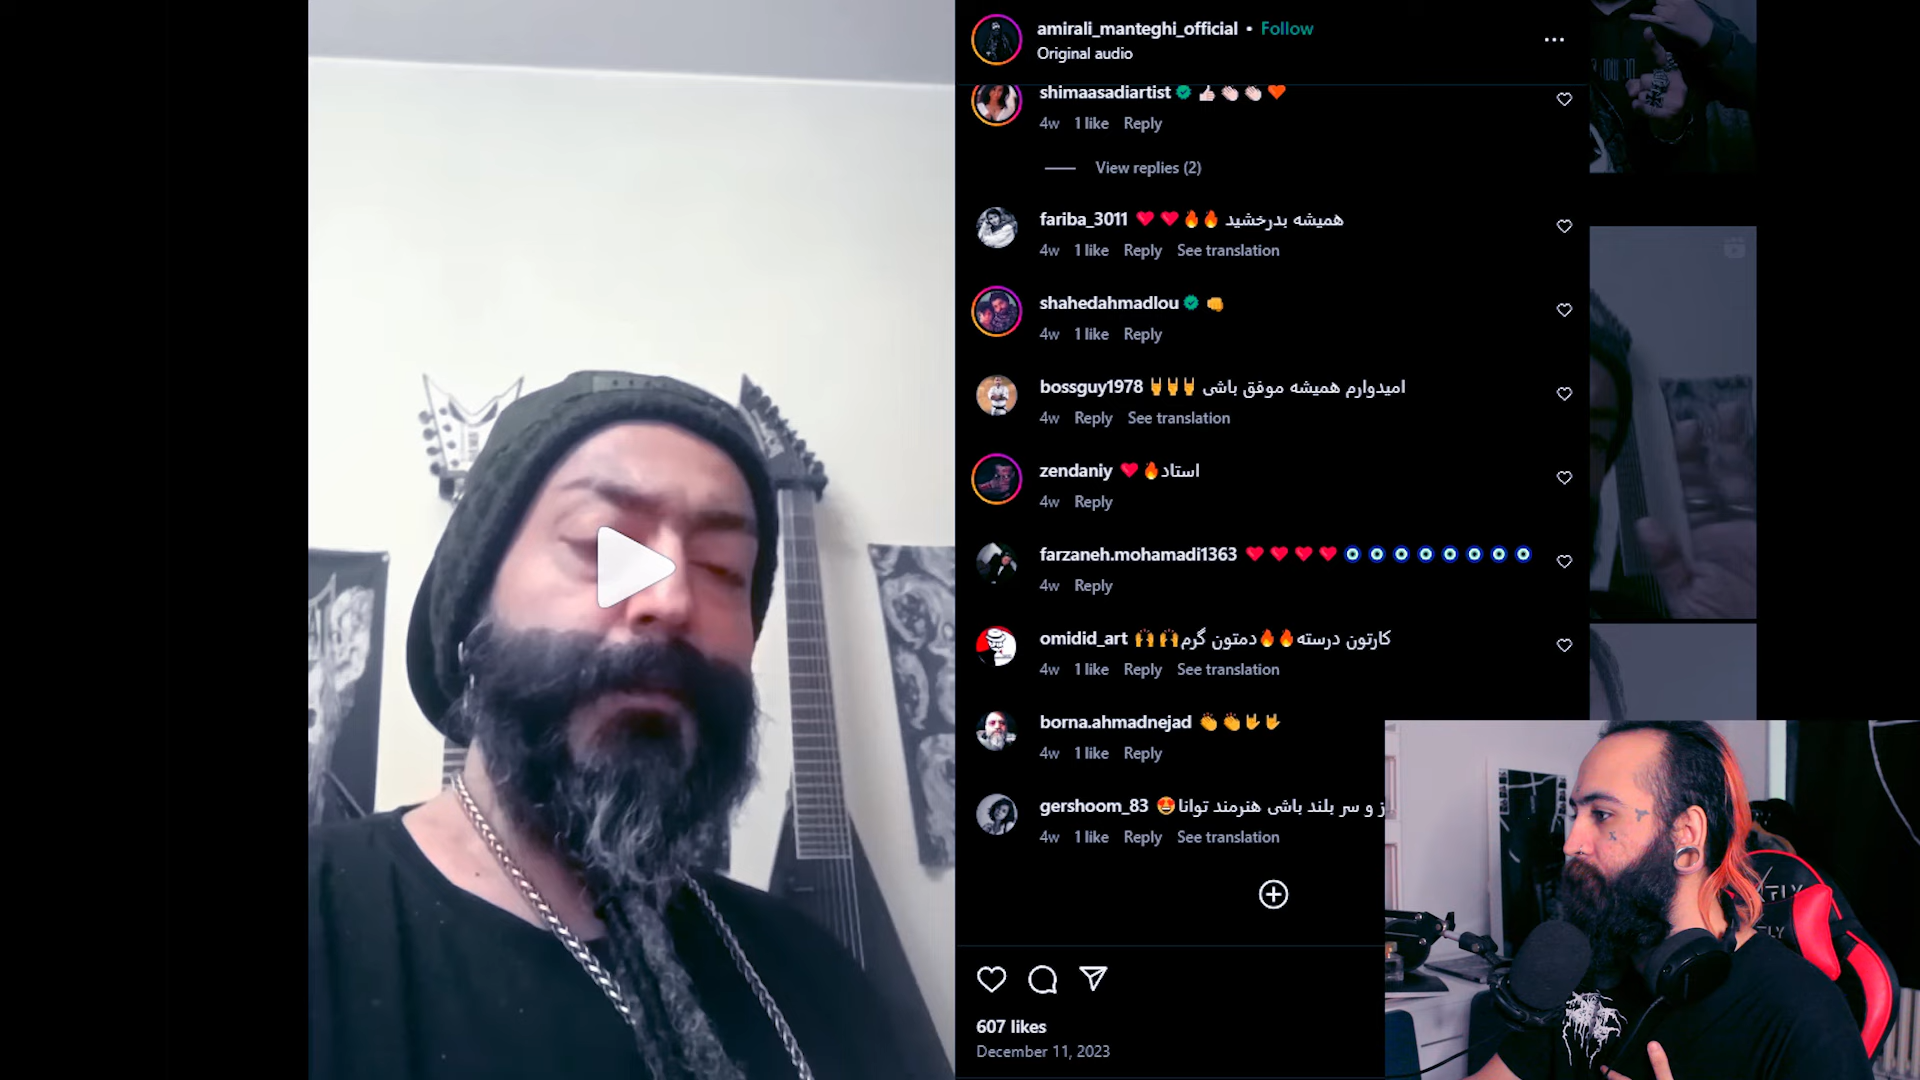 amirali_manteghi_official • Follow
Original audio
shimaasadiartist 👍🏻👏🏻👏🏻🧡
4w 1 like Reply
View replies (2)
fariba_3011 ❤️❤️🔥🔥 همیشه بدرخشید
4w 1 like Reply See translation
shahedahmadlou 👊
4w 1 like Reply
bossguy1978 🤘🤘🤘 امیدوارم همیشه موفق باشی
4w Reply See translation
zendaniy استاد🔥❤️
4w Reply
farzaneh.mohamadi1363 ❤️❤️❤️❤️🧿🧿🧿🧿🧿🧿🧿🧿
4w Reply
omidid_art کارتون درسته🔥🔥دمتون گرم🙌🙌
4w 1 like Reply See translation
borna.ahmadnejad 👏👏🤟🤟
4w 1 like Reply
gershoom_83 و سر بلند باشی هنرمند توانا😍
4w 1 like Reply See translation
607 likes
December 11, 2023